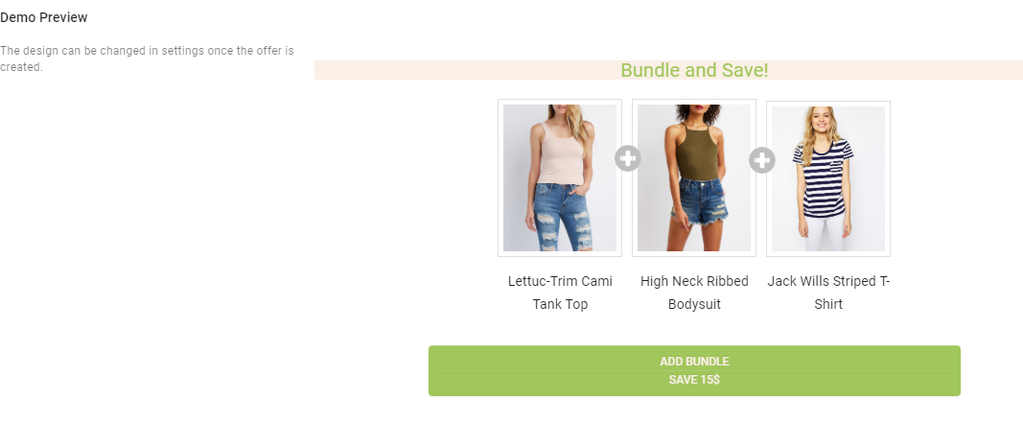 Demo Preview
The design can be changed in settings once the offer is
created.
Bundle and Save!
Lettuc-Trim Cami
Tank Top
High Neck Ribbed
Bodysuit
Jack Wills Striped T-
Shirt
ADD BUNDLE
SAVE 15$